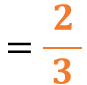 = 2/3